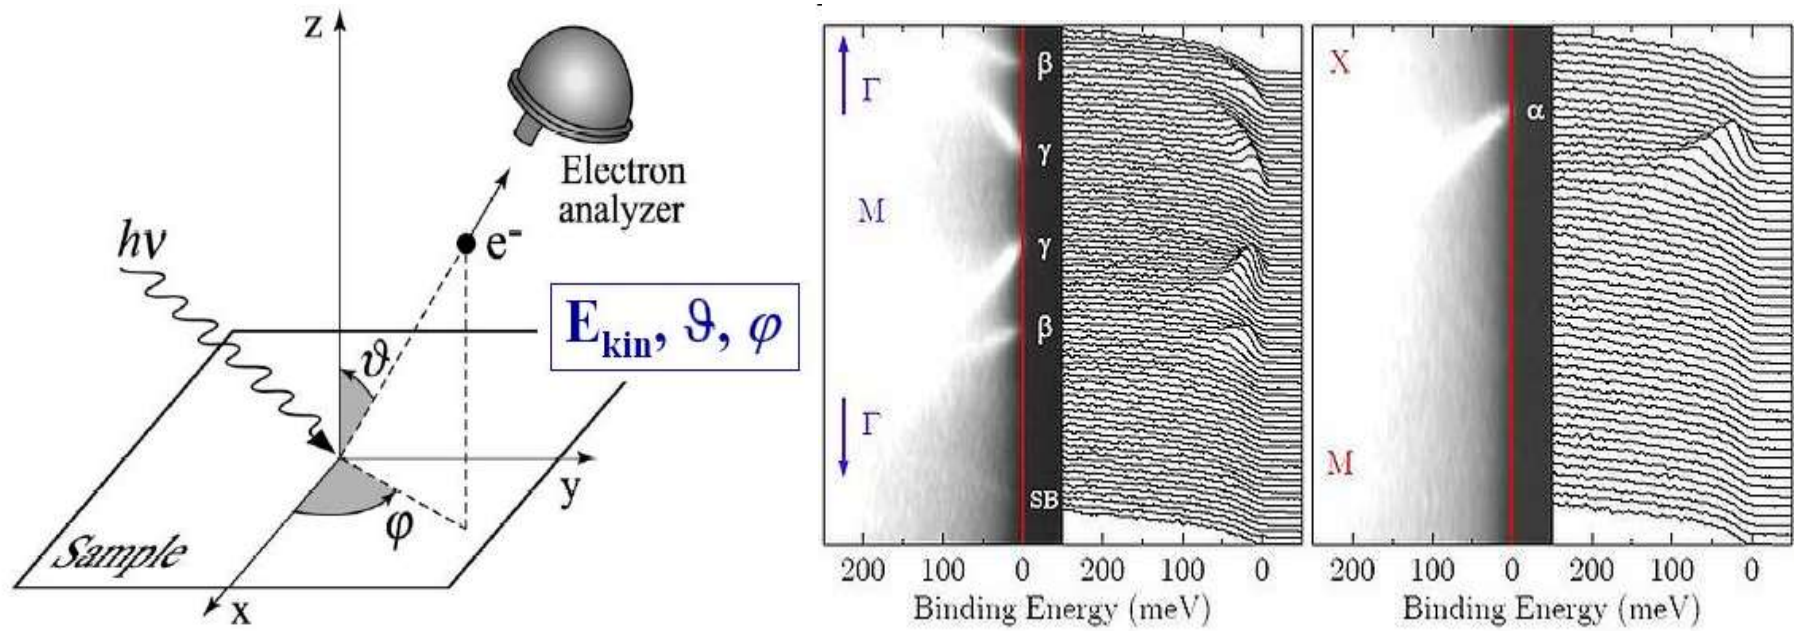 z
Electron
analyzer
hν
e-
E_kin, ϑ, φ
ϑ
y
φ
Sample
x
β
Γ
γ
M
γ
β
Γ
SB
200 100 0 200 100 0
Binding Energy (meV)
X
α
M
200 100 0 200 100 0
Binding Energy (meV)